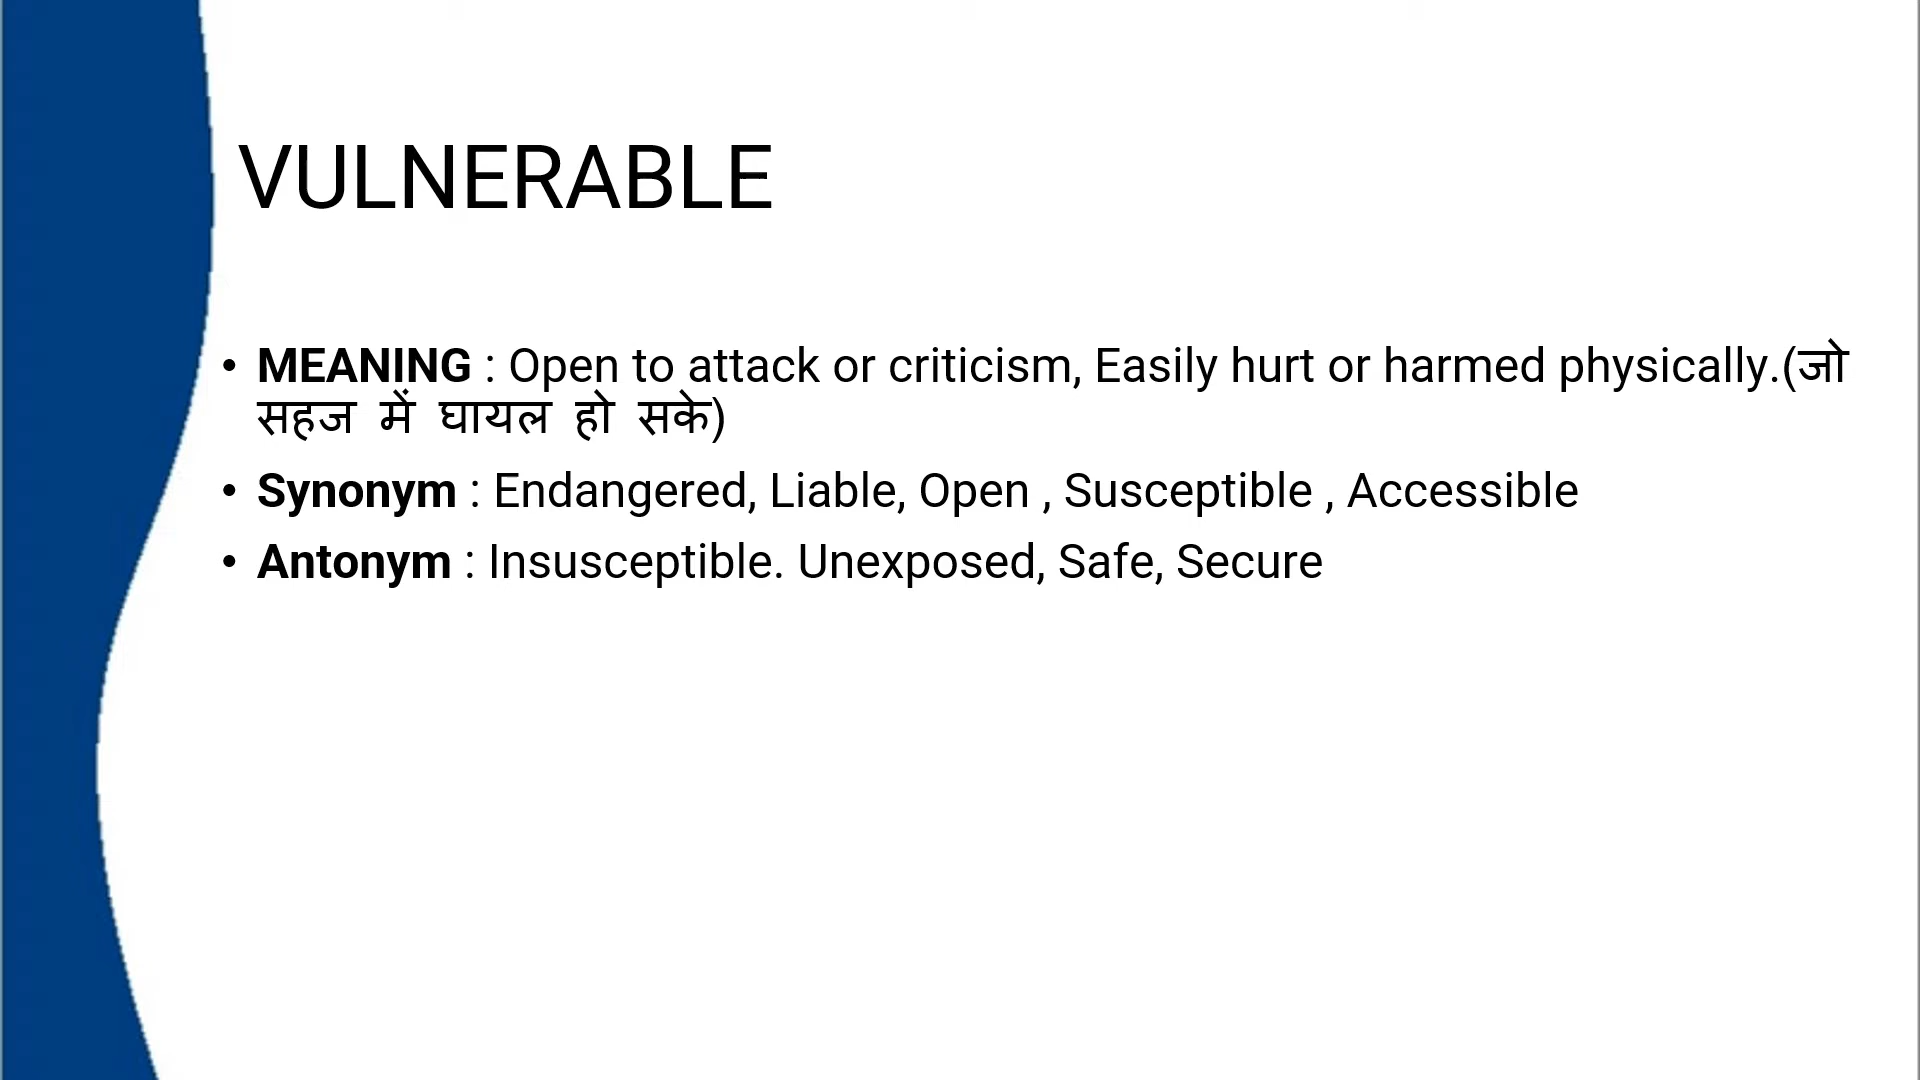 VULNERABLE
• MEANING : Open to attack or criticism, Easily hurt or harmed physically.(जो
सहज में घायल हो सके)
• Synonym : Endangered, Liable, Open , Susceptible , Accessible
• Antonym : Insusceptible. Unexposed, Safe, Secure